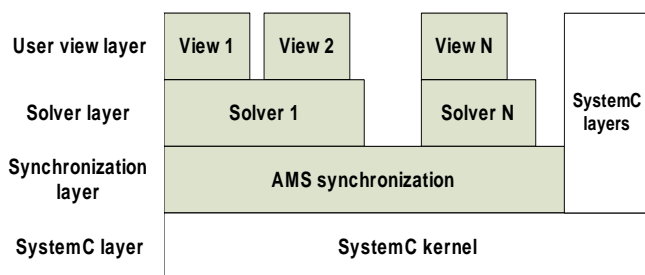 User view layer
View 1
View 2
View N
Solver layer
Solver 1
Solver N
SystemC
layers
Synchronization
layer
AMS synchronization
SystemC layer
SystemC kernel